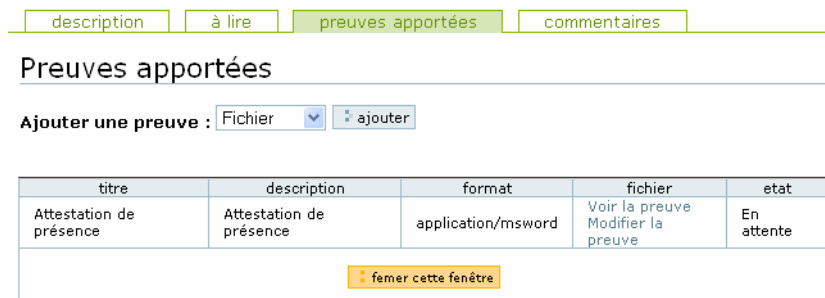 description à lire preuves apportées commentaires
Preuves apportées
Ajouter une preuve : Fichier ajouter
titre description format fichier etat
Attestation de présence Attestation de présence application/msword Voir la preuve Modifier la preuve En attente
femer cette fenêtre